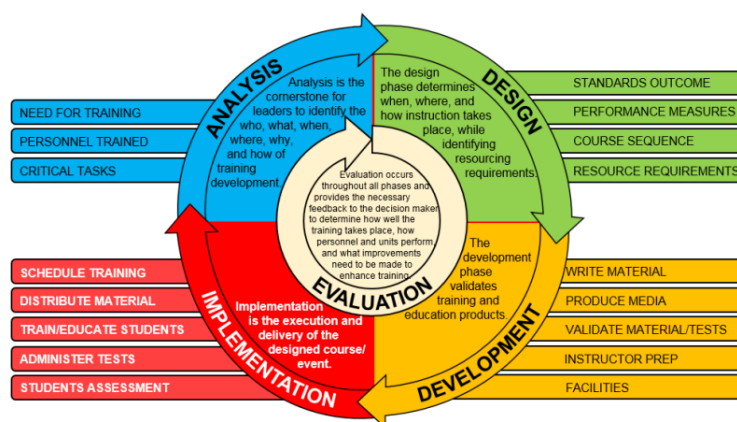 ANALYSIS
Analysis is the
cornerstone for
leaders to identify the
who, what, when,
where, why,
and how of
training
development.
NEED FOR TRAINING
PERSONNEL TRAINED
CRITICAL TASKS
DESIGN
The design
phase determines
when, where, and
how instruction takes
place, while
identifying
resourcing
requirements.
STANDARDS OUTCOME
PERFORMANCE MEASURES
COURSE SEQUENCE
RESOURCE REQUIREMENTS
Evaluation occurs
throughout all phases and
provides the necessary
feedback to the decision maker
to determine how well the
training takes place, how
personnel and units perform,
and what improvements
need to be made to
enhance training.
EVALUATION
The
development
phase
validates
training and
education products.
DEVELOPMENT
WRITE MATERIAL
PRODUCE MEDIA
VALIDATE MATERIAL/TESTS
INSTRUCTOR PREP
FACILITIES
Implementation
is the execution and
delivery of the
designed course/
event.
IMPLEMENTATION
SCHEDULE TRAINING
DISTRIBUTE MATERIAL
TRAIN/EDUCATE STUDENTS
ADMINISTER TESTS
STUDENTS ASSESSMENT